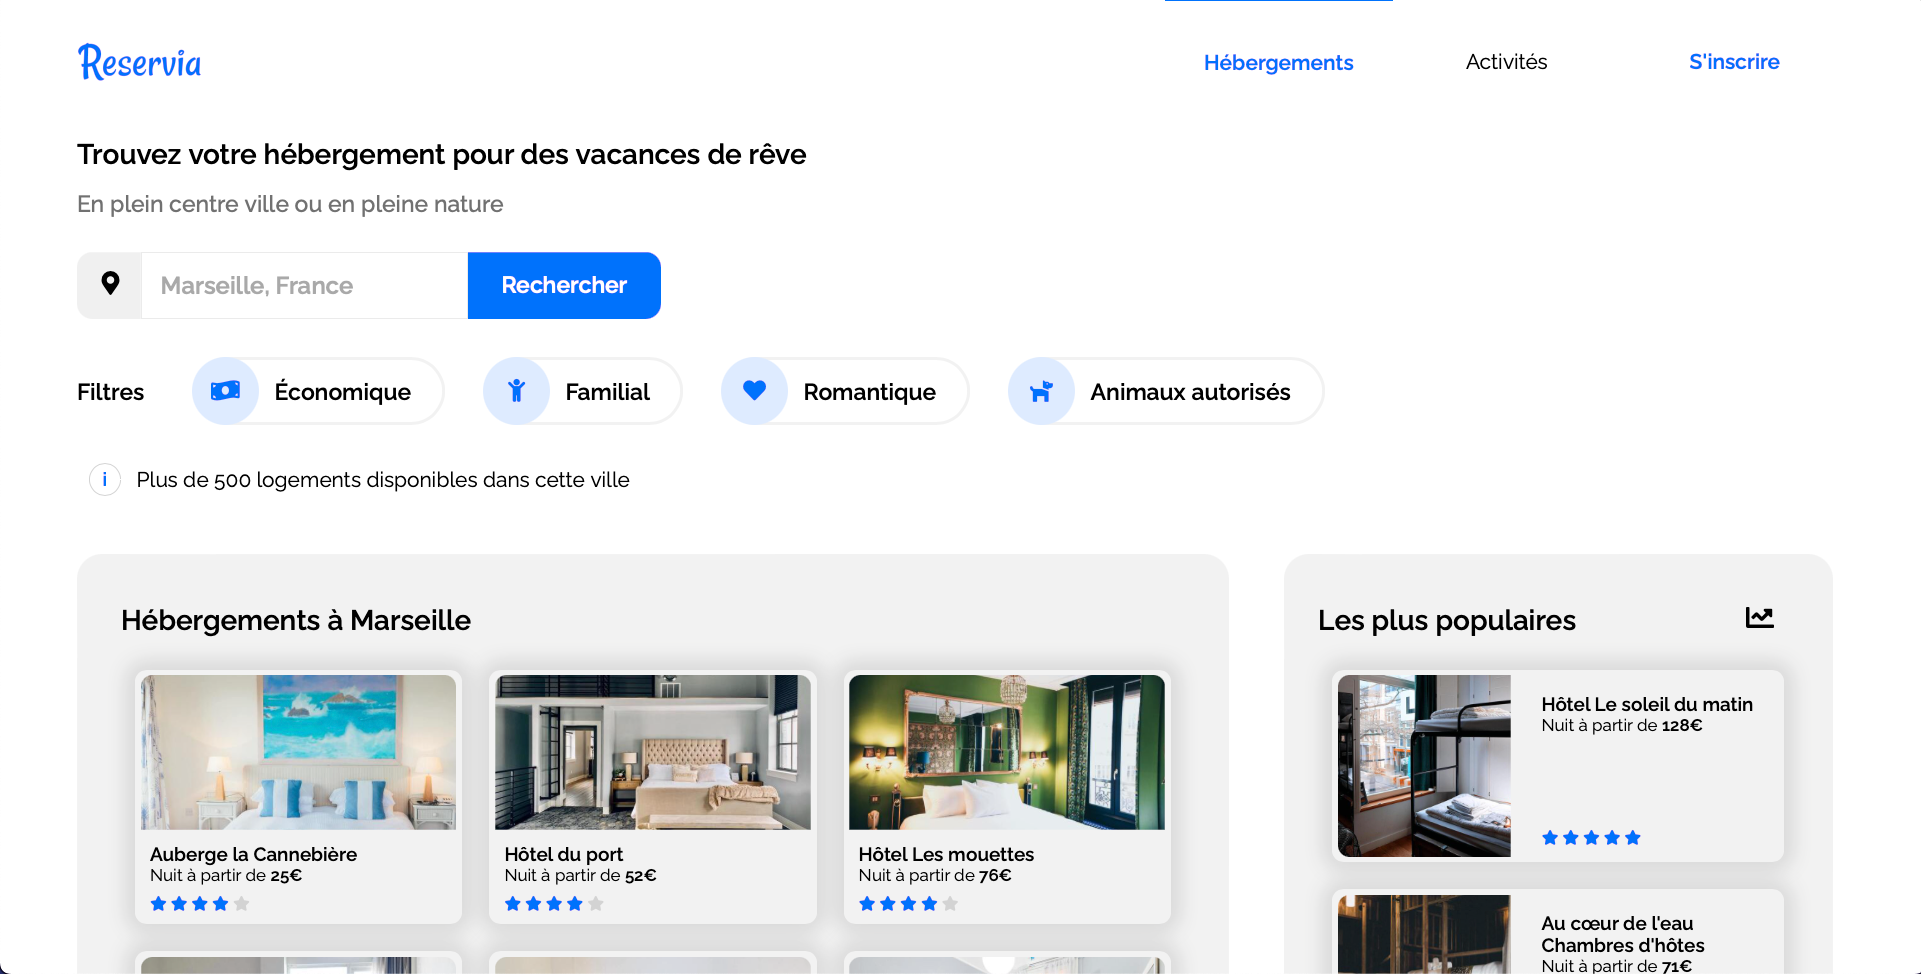 Reservia
Hébergements
Activités
S'inscrire
Trouvez votre hébergement pour des vacances de rêve
En plein centre ville ou en pleine nature
Marseille, France
Rechercher
Filtres
Économique
Familial
Romantique
Animaux autorisés
i
Plus de 500 logements disponibles dans cette ville
Hébergements à Marseille
Auberge la Cannebière
Nuit à partir de 25€
Hôtel du port
Nuit à partir de 52€
Hôtel Les mouettes
Nuit à partir de 76€
Les plus populaires
Hôtel Le soleil du matin
Nuit à partir de 128€
Au cœur de l'eau
Chambres d'hôtes
Nuit à partir de 71€